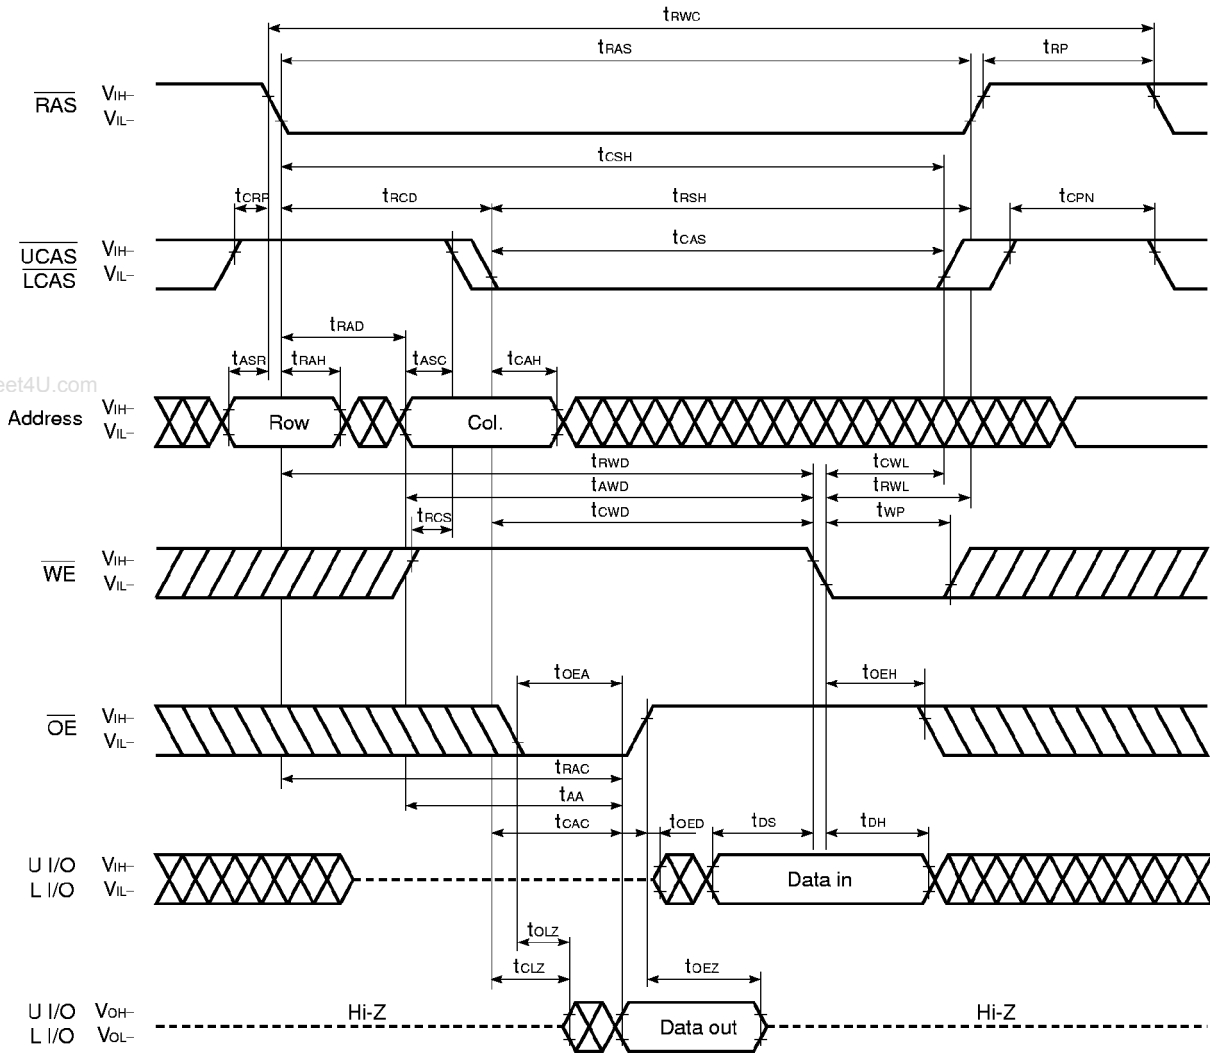 tRWC
tRAS tRP
RAS VIH–
VIL–
tCSH
tCRP tRCD tRSH tCPN
UCAS VIH– tCAS
LCAS VIL–
tRAD
tASR tRAH tASC tCAH
eet4U.com
Address VIH– Row Col.
VIL–
tRWD tCWL
tAWD tRWL
tRCS tCWD tWP
WE VIH–
VIL–
tOEA tOEH
OE VIH–
VIL–
tRAC
tAA
tCAC tOED tDS tDH
U I/O VIH– Data in
L I/O VIL–
tOLZ
tCLZ tOEZ
U I/O VOH– Hi-Z Hi-Z
L I/O VOL– Data out